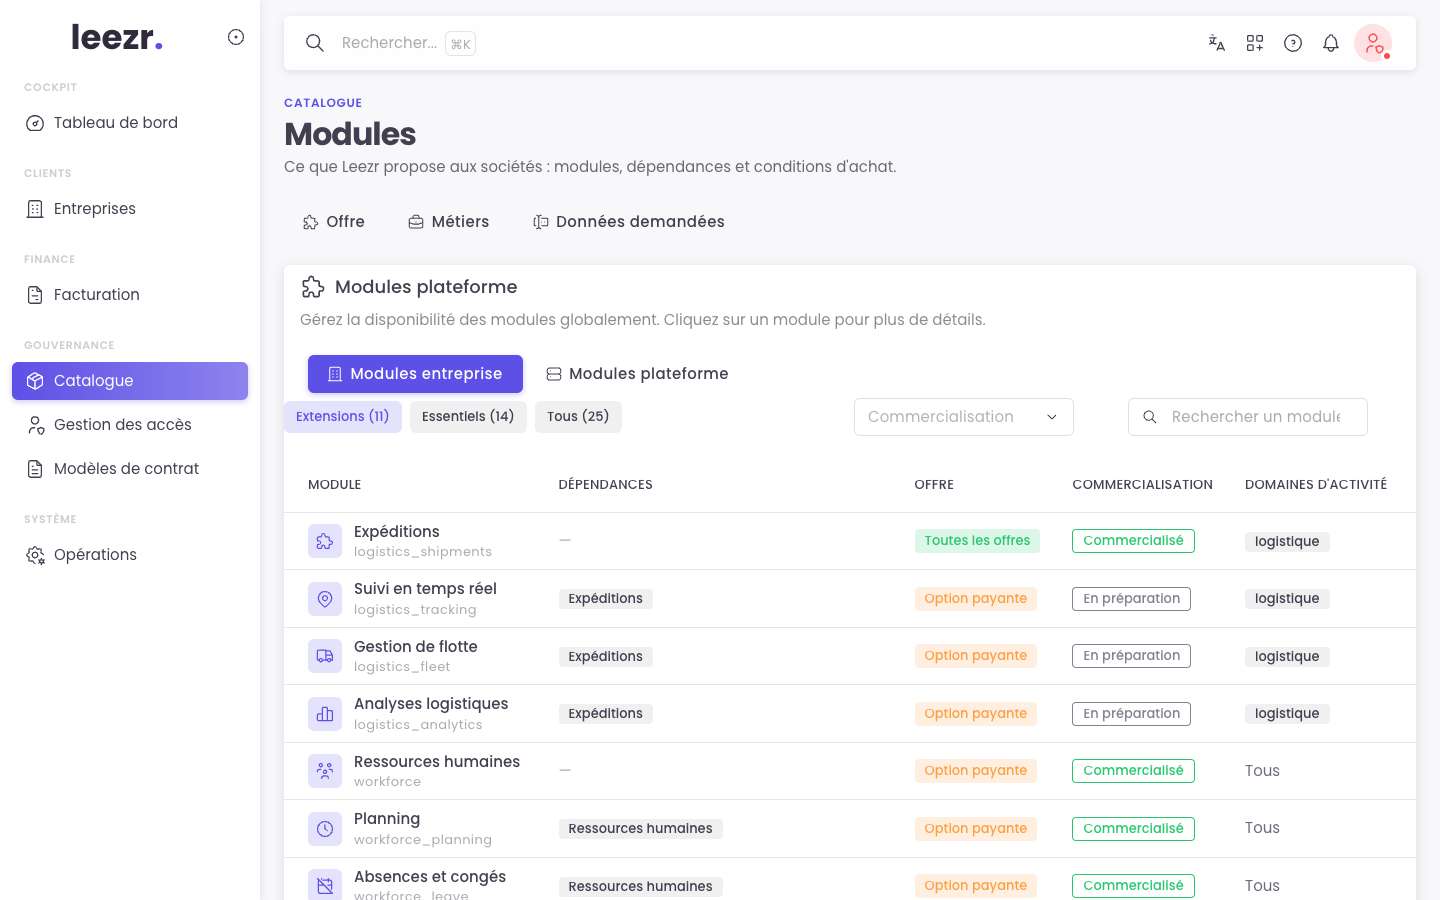 leezr.
Rechercher... ⌘K
COCKPIT
Tableau de bord
CLIENTS
Entreprises
FINANCE
Facturation
GOUVERNANCE
Catalogue
Gestion des accès
Modèles de contrat
SYSTÈME
Opérations
CATALOGUE
Modules
Ce que Leezr propose aux sociétés : modules, dépendances et conditions d'achat.
Offre Métiers Données demandées
Modules plateforme
Gérez la disponibilité des modules globalement. Cliquez sur un module pour plus de détails.
Modules entreprise Modules plateforme
Extensions (11) Essentiels (14) Tous (25) Commercialisation Rechercher un module
MODULE DÉPENDANCES OFFRE COMMERCIALISATION DOMAINES D'ACTIVITÉ
Expéditions
logistics_shipments
— Toutes les offres Commercialisé logistique
Suivi en temps réel
logistics_tracking
Expéditions Option payante En préparation logistique
Gestion de flotte
logistics_fleet
Expéditions Option payante En préparation logistique
Analyses logistiques
logistics_analytics
Expéditions Option payante En préparation logistique
Ressources humaines
workforce
— Option payante Commercialisé Tous
Planning
workforce_planning
Ressources humaines Option payante Commercialisé Tous
Absences et congés
workforce_leave
Ressources humaines Option payante Commercialisé Tous